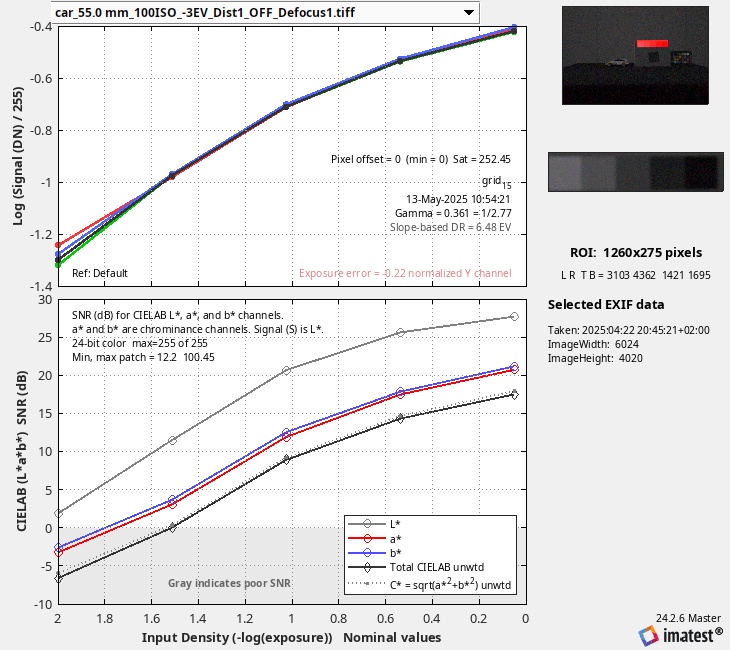 car_55.0 mm_100ISO_-3EV_Dist1_OFF_Defocus1.tiff
-0.4
-0.6
-0.8
-1
-1.2
-1.4
Log (Signal (DN) / 255)
Pixel offset = 0 (min = 0) Sat = 252.45
grid_15
13-May-2025 10:54:21
Gamma = 0.361 = 1/2.77
Slope-based DR = 6.48 EV
Ref: Default
Exposure error = -0.22 normalized Y channel
30
25
20
15
10
5
0
-5
-10
CIELAB (L*a*b*) SNR (dB)
SNR (dB) for CIELAB L*, a*, and b* channels.
a* and b* are chrominance channels. Signal (S) is L*.
24-bit color max=255 of 255
Min, max patch = 12.2 100.45
Gray indicates poor SNR
L*
a*
b*
Total CIELAB unwtd
C* = sqrt(a*2+b*2) unwtd
2 1.8 1.6 1.4 1.2 1 0.8 0.6 0.4 0.2 0
Input Density (-log(exposure)) Nominal values
ROI: 1260x275 pixels
L R T B = 3103 4362 1421 1695
Selected EXIF data
Taken: 2025:04:22 20:45:21+02:00
ImageWidth: 6024
ImageHeight: 4020
24.2.6 Master
imatest®